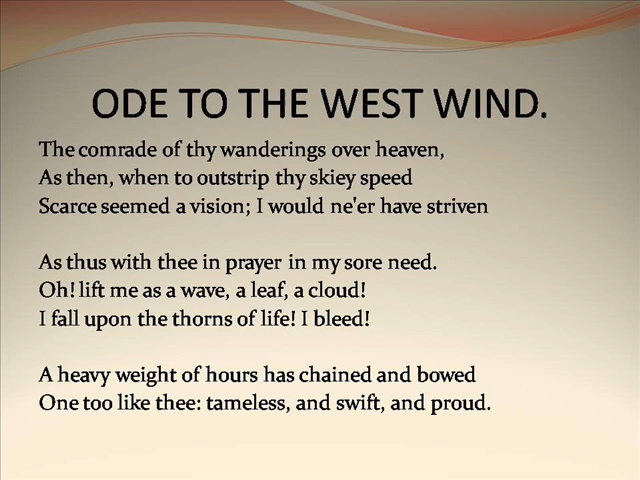 ODE TO THE WEST WIND.
The comrade of thy wanderings over heaven,
As then, when to outstrip thy skiey speed
Scarce seemed a vision; I would ne'er have striven
As thus with thee in prayer in my sore need.
Oh! lift me as a wave, a leaf, a cloud!
I fall upon the thorns of life! I bleed!
A heavy weight of hours has chained and bowed
One too like thee: tameless, and swift, and proud.